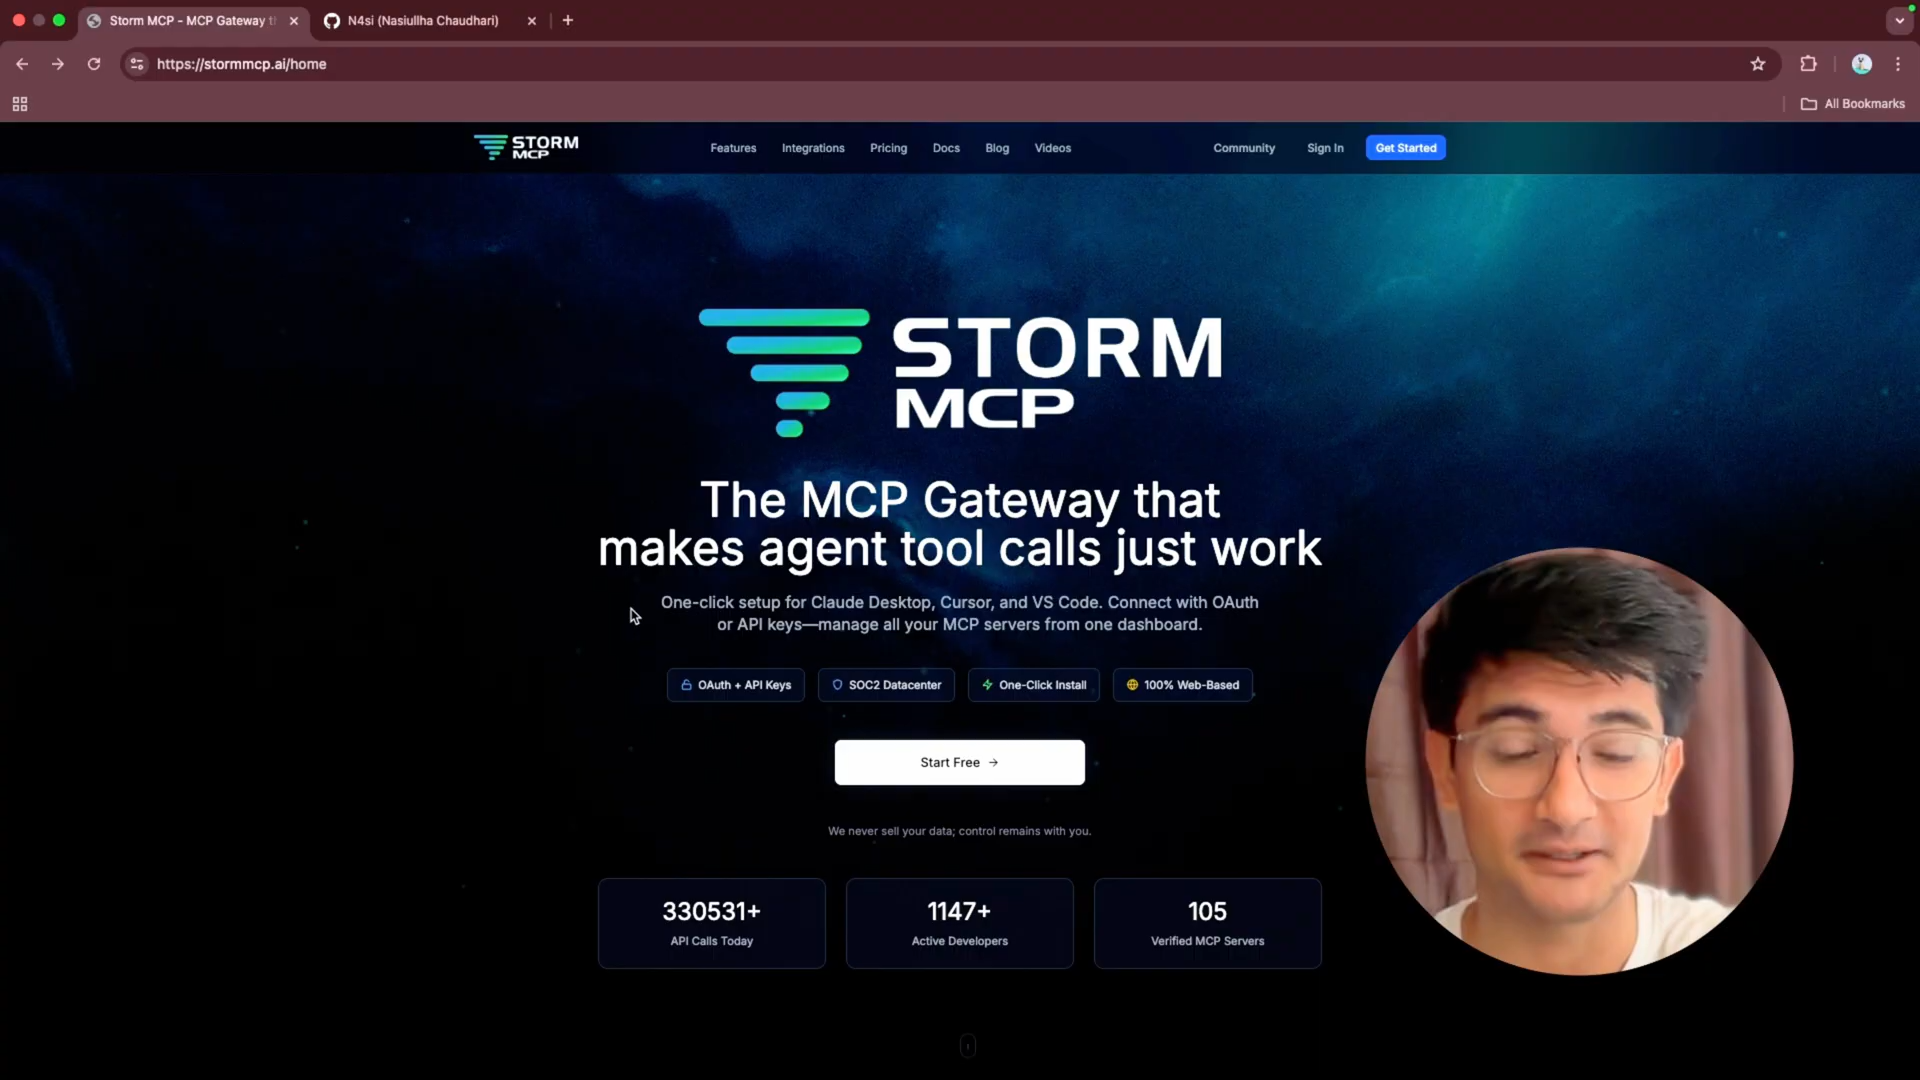 Storm MCP - MCP Gateway t
N4si (Nasiullha Chaudhari)
https://stormmcp.ai/home
All Bookmarks
STORM
MCP
Features
Integrations
Pricing
Docs
Blog
Videos
Community
Sign In
Get Started
STORM
MCP
The MCP Gateway that
makes agent tool calls just work
One-click setup for Claude Desktop, Cursor, and VS Code. Connect with OAuth
or API keys—manage all your MCP servers from one dashboard.
OAuth + API Keys
SOC2 Datacenter
One-Click Install
100% Web-Based
Start Free →
We never sell your data; control remains with you.
330531+
API Calls Today
1147+
Active Developers
105
Verified MCP Servers